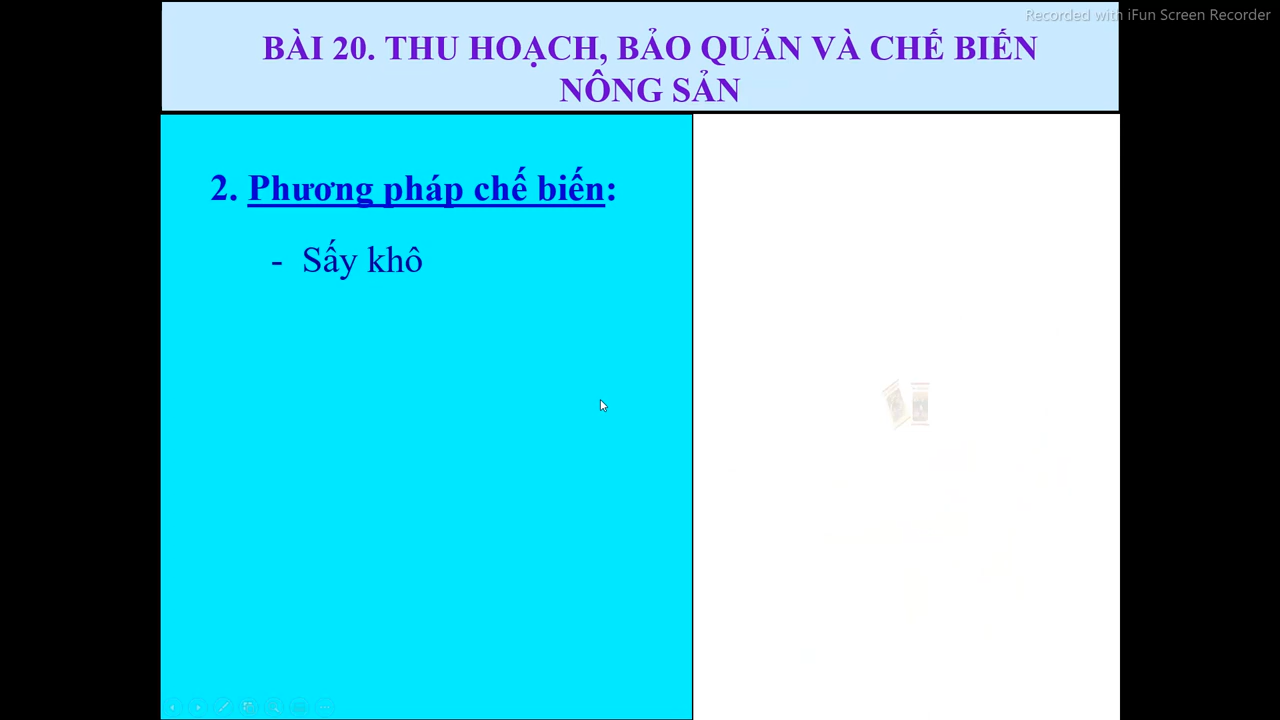 Recorded with iFun Screen Recorder
BÀI 20. THU HOẠCH, BẢO QUẢN VÀ CHẾ BIẾN
NÔNG SẢN
2. Phương pháp chế biến:
- Sấy khô